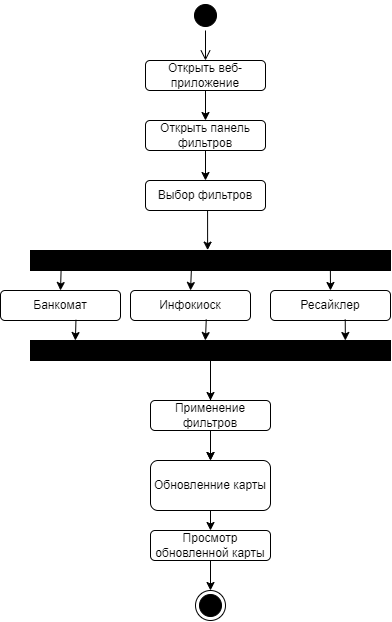 Открыть веб-
приложение
Открыть панель
фильтров
Выбор фильтров
Банкомат
Инфокиоск
Ресайклер
Применение
фильтров
Обновленние карты
Просмотр
обновленной карты